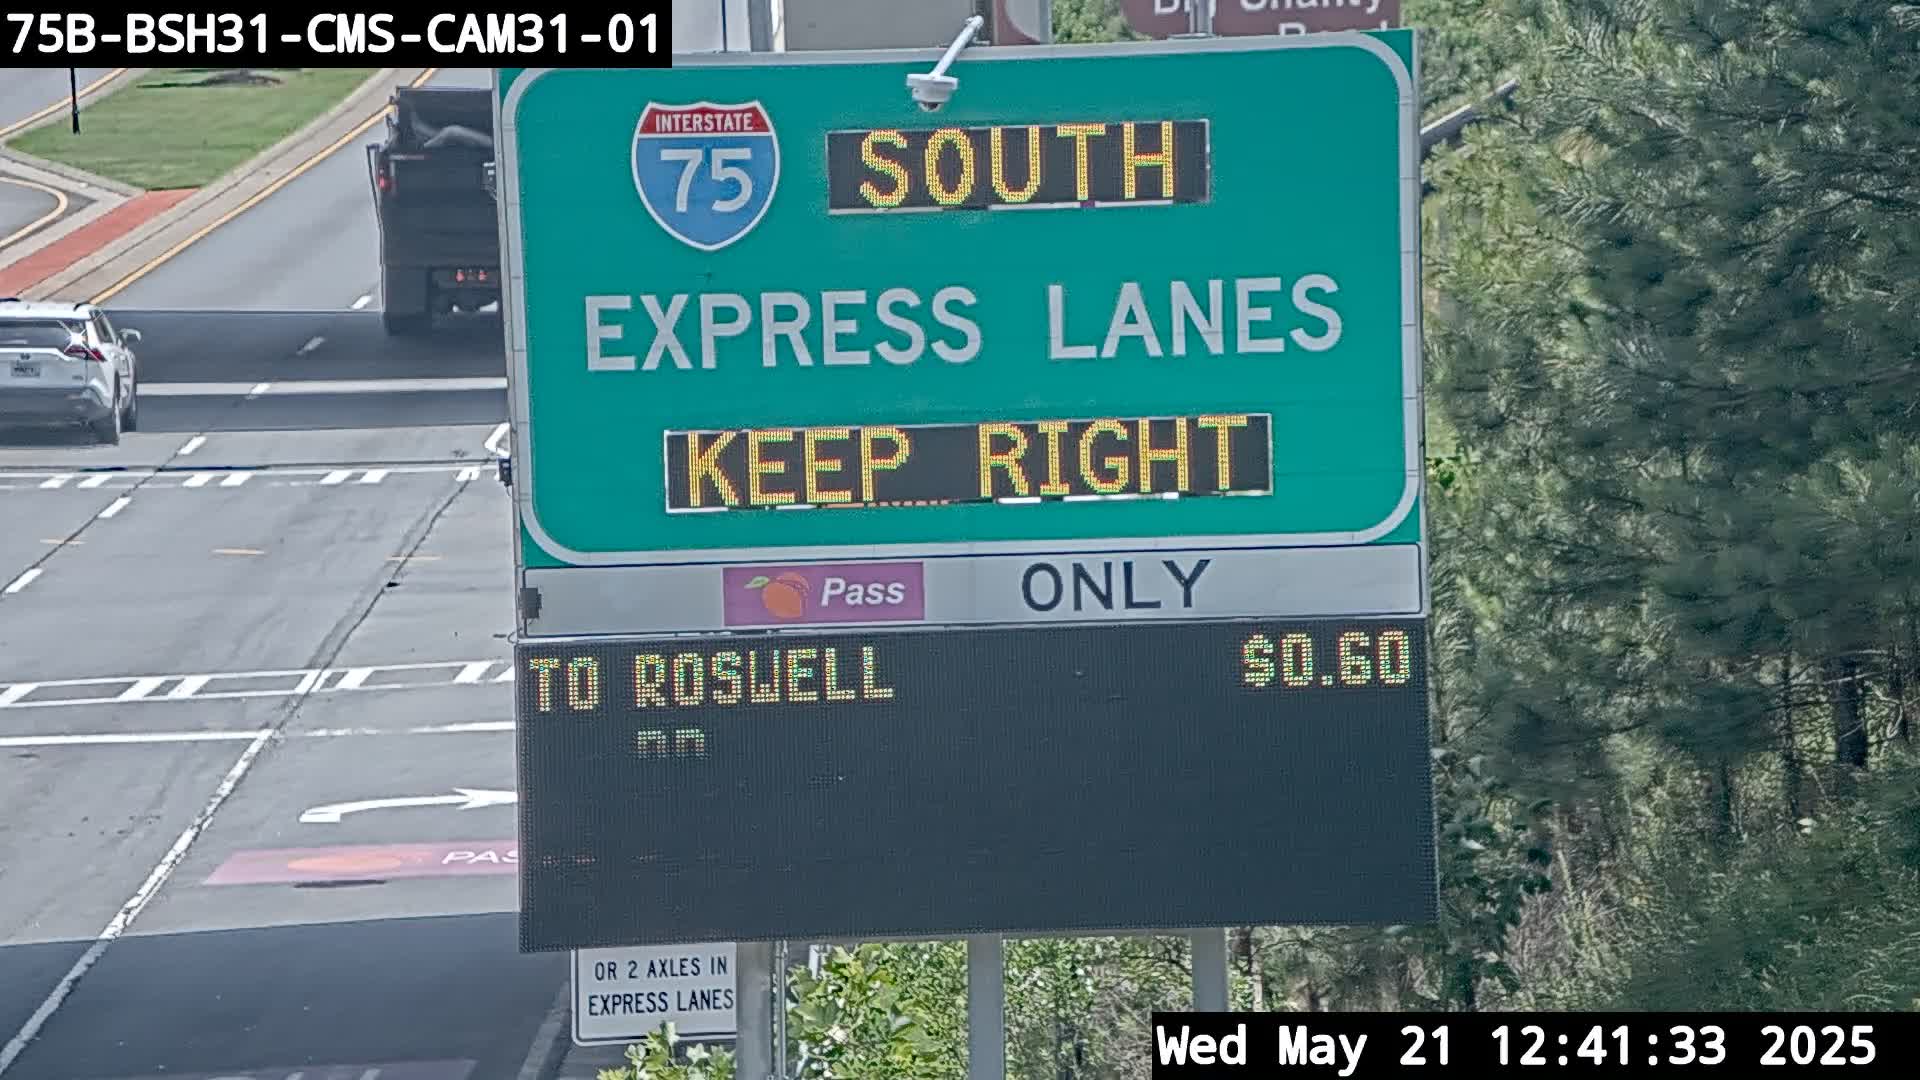 75B-BSH31-CMS-CAM31-01
INTERSTATE
75
SOUTH
EXPRESS LANES
KEEP RIGHT
Pass ONLY
TO ROSWELL $0.60
OR 2 AXLES IN
EXPRESS LANES
Wed May 21 12:41:33 2025